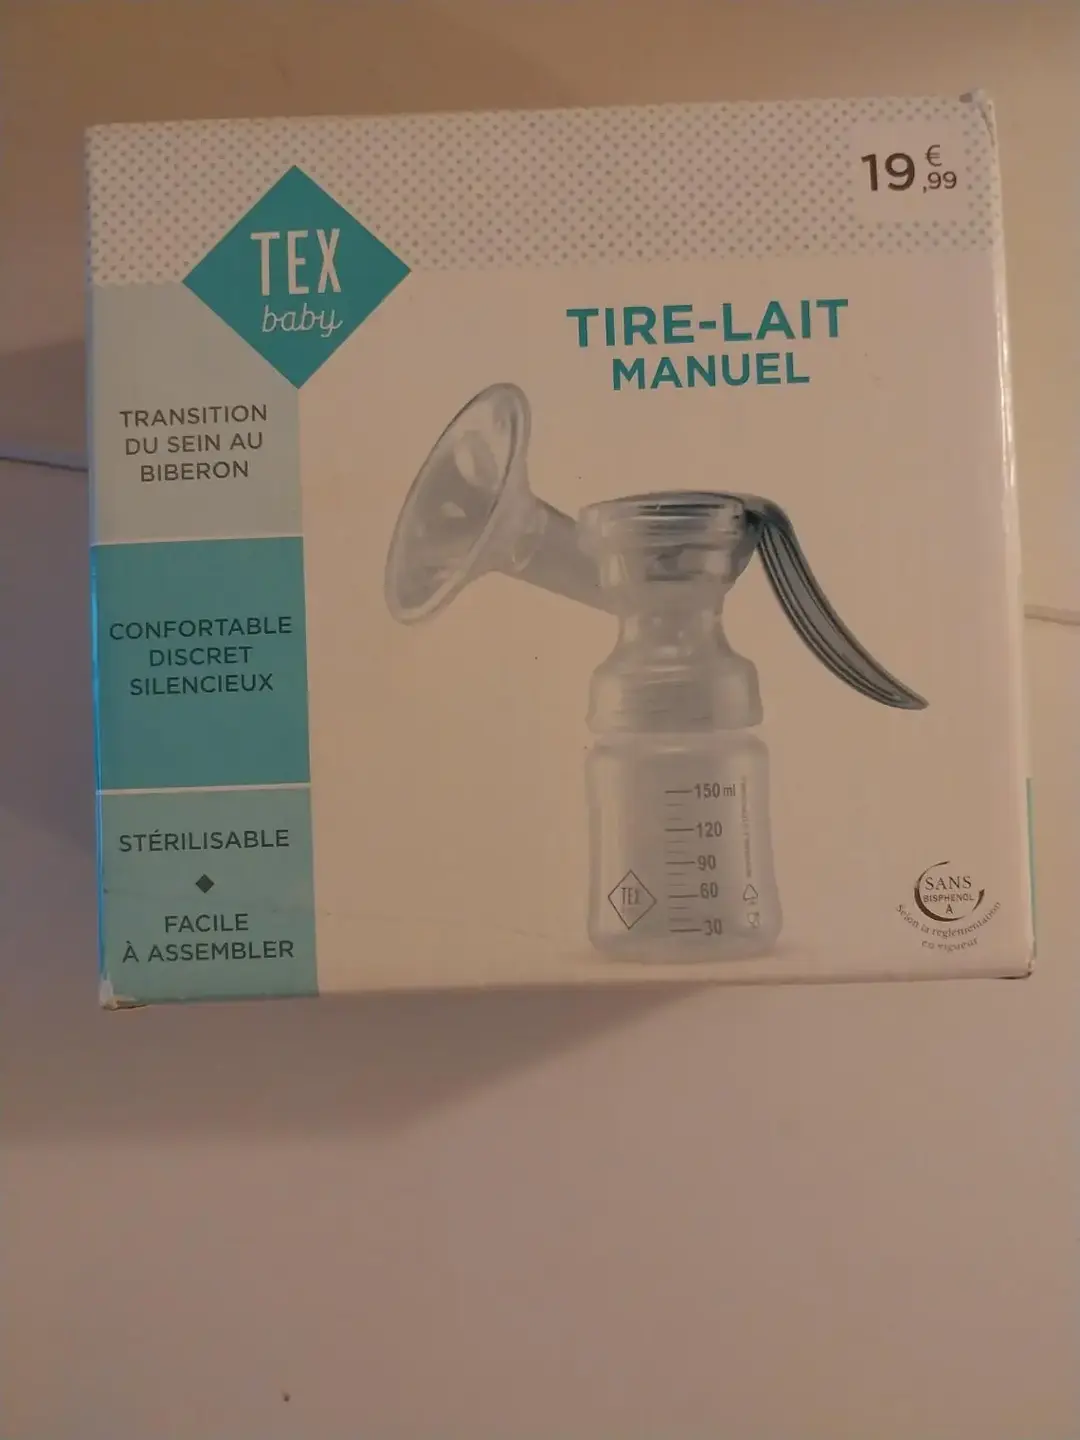 19€,99
TEX
baby
TIRE-LAIT
MANUEL
TRANSITION
DU SEIN AU
BIBERON
CONFORTABLE
DISCRET
SILENCIEUX
STÉRILISABLE
FACILE
À ASSEMBLER
150 ml
120
90
60
30
TEX
SANS
BISPHENOL
A
Selon la réglementation
en vigueur